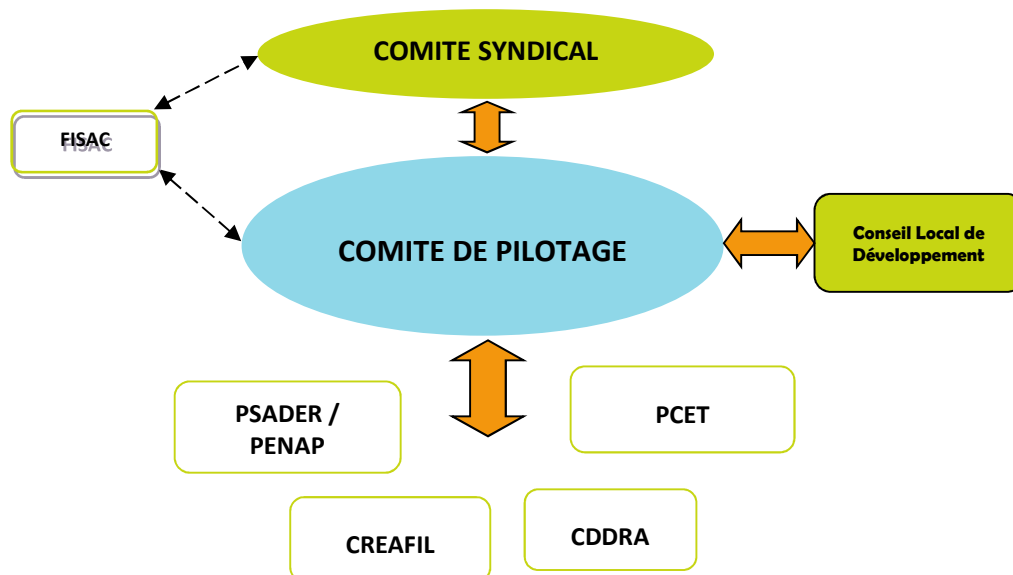 COMITE SYNDICAL
FISAC
COMITE DE PILOTAGE
Conseil Local de
Développement
PSADER /
PENAP
PCET
CREAFIL
CDDRA